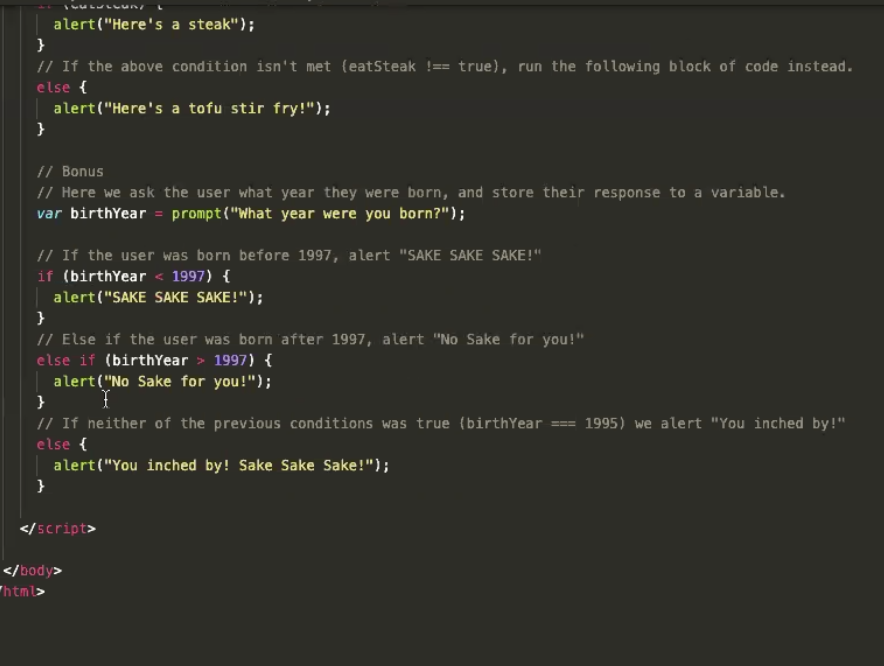 alert("Here's a steak");
}
// If the above condition isn't met (eatSteak !== true), run the following block of code instead.
else {
alert("Here's a tofu stir fry!");
}
// Bonus
// Here we ask the user what year they were born, and store their response to a variable.
var birthYear = prompt("What year were you born?");
// If the user was born before 1997, alert "SAKE SAKE SAKE!"
if (birthYear < 1997) {
alert("SAKE SAKE SAKE!");
}
// Else if the user was born after 1997, alert "No Sake for you!"
else if (birthYear > 1997) {
alert("No Sake for you!");
}
// If neither of the previous conditions was true (birthYear === 1995) we alert "You inched by!"
else {
alert("You inched by! Sake Sake Sake!");
}
</script>
</body>
/html>